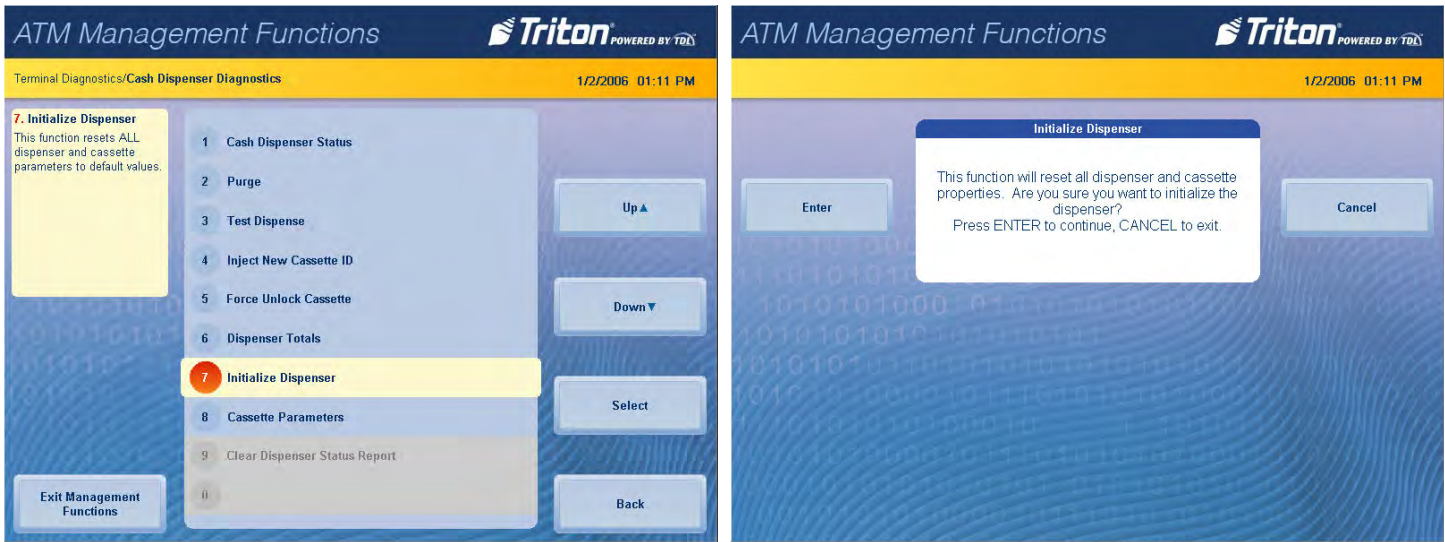 ATM Management Functions
Triton POWERED BY TDL
Terminal Diagnostics/Cash Dispenser Diagnostics
1/2/2006 01:11 PM
7. Initialize Dispenser
This function resets ALL
dispenser and cassette
parameters to default values.
1 Cash Dispenser Status
2 Purge
3 Test Dispense
4 Inject New Cassette ID
5 Force Unlock Cassette
6 Dispenser Totals
7 Initialize Dispenser
8 Cassette Parameters
9 Clear Dispenser Status Report
0
Up▲
Down▼
Select
Back
Exit Management
Functions
ATM Management Functions
Triton POWERED BY TDL
1/2/2006 01:11 PM
Initialize Dispenser
This function will reset all dispenser and cassette
properties. Are you sure you want to initialize the
dispenser?
Press ENTER to continue, CANCEL to exit.
Enter
Cancel